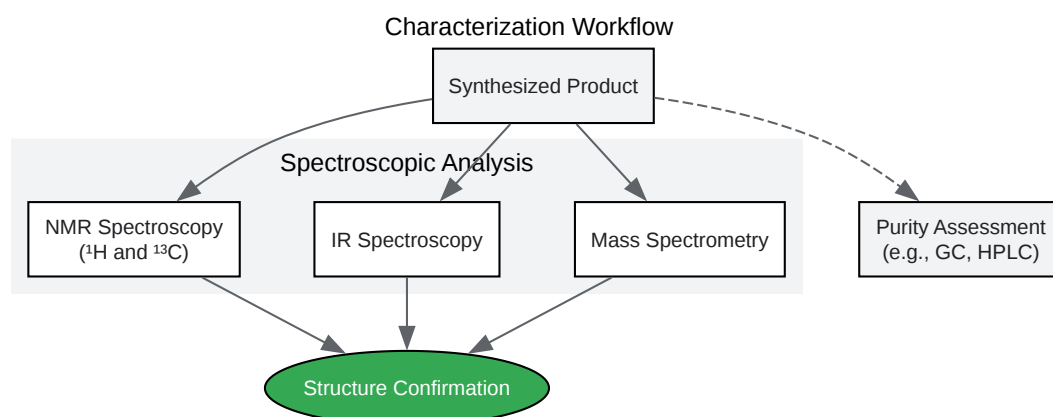 Characterization Workflow
Synthesized Product
Spectroscopic Analysis
NMR Spectroscopy
(¹H and ¹³C)
IR Spectroscopy
Mass Spectrometry
Purity Assessment
(e.g., GC, HPLC)
Structure Confirmation